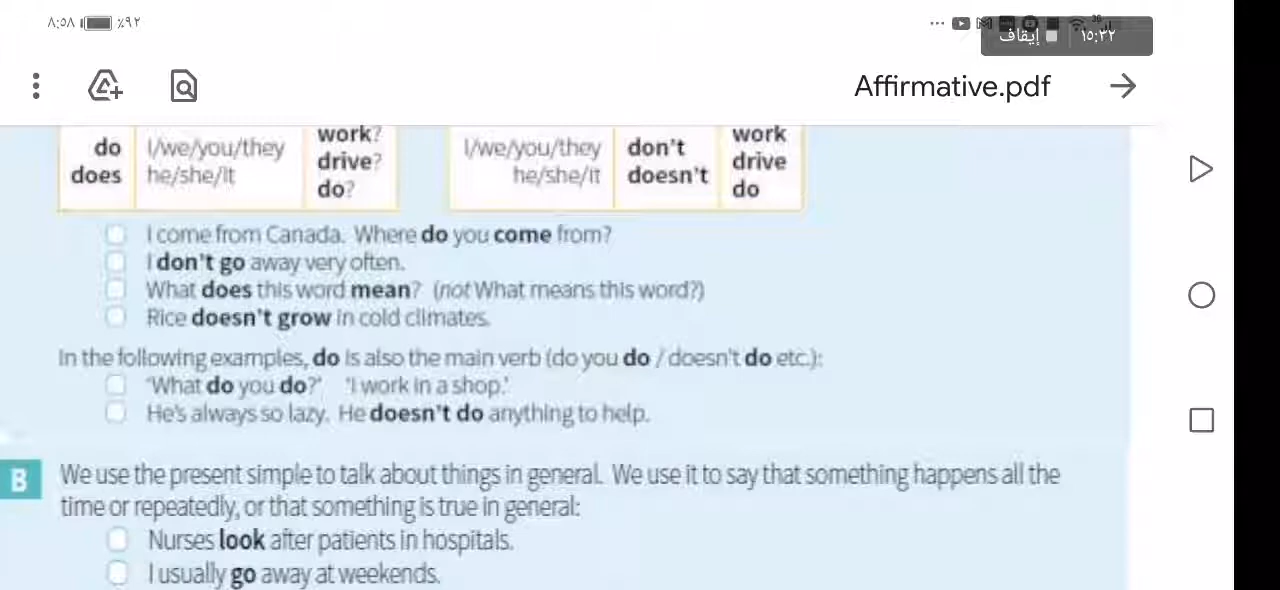 ٨:٥٨ ٪٩٢
إيقاف ١٥:٣٢
Affirmative.pdf
do I/we/you/they work?
does he/she/it drive?
do?
I/we/you/they don't work
he/she/it doesn't drive
do
I come from Canada. Where do you come from?
I don't go away very often.
What does this word mean? (not What means this word?)
Rice doesn't grow in cold climates.
In the following examples, do is also the main verb (do you do / doesn't do etc.):
'What do you do?' 'I work in a shop.'
He's always so lazy. He doesn't do anything to help.
B We use the present simple to talk about things in general. We use it to say that something happens all the
time or repeatedly, or that something is true in general:
Nurses look after patients in hospitals.
I usually go away at weekends.